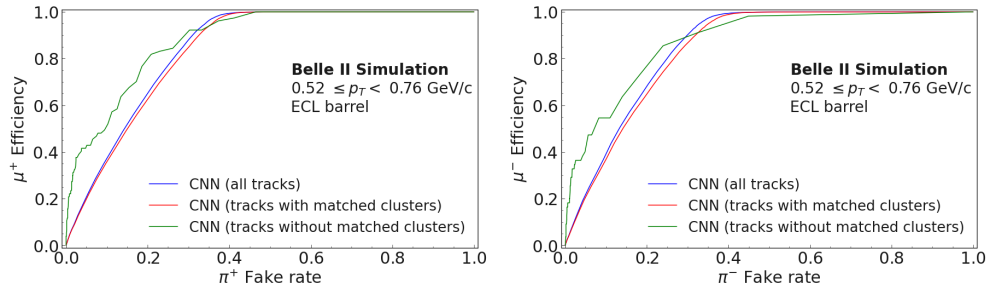 1.0
0.8
0.6
0.4
0.2
0.0
μ⁺ Efficiency
Belle II Simulation
0.52 ≤ p_T < 0.76 GeV/c
ECL barrel
CNN (all tracks)
CNN (tracks with matched clusters)
CNN (tracks without matched clusters)
0.0 0.2 0.4 0.6 0.8 1.0
π⁺ Fake rate
1.0
0.8
0.6
0.4
0.2
0.0
μ⁻ Efficiency
Belle II Simulation
0.52 ≤ p_T < 0.76 GeV/c
ECL barrel
CNN (all tracks)
CNN (tracks with matched clusters)
CNN (tracks without matched clusters)
0.0 0.2 0.4 0.6 0.8 1.0
π⁻ Fake rate